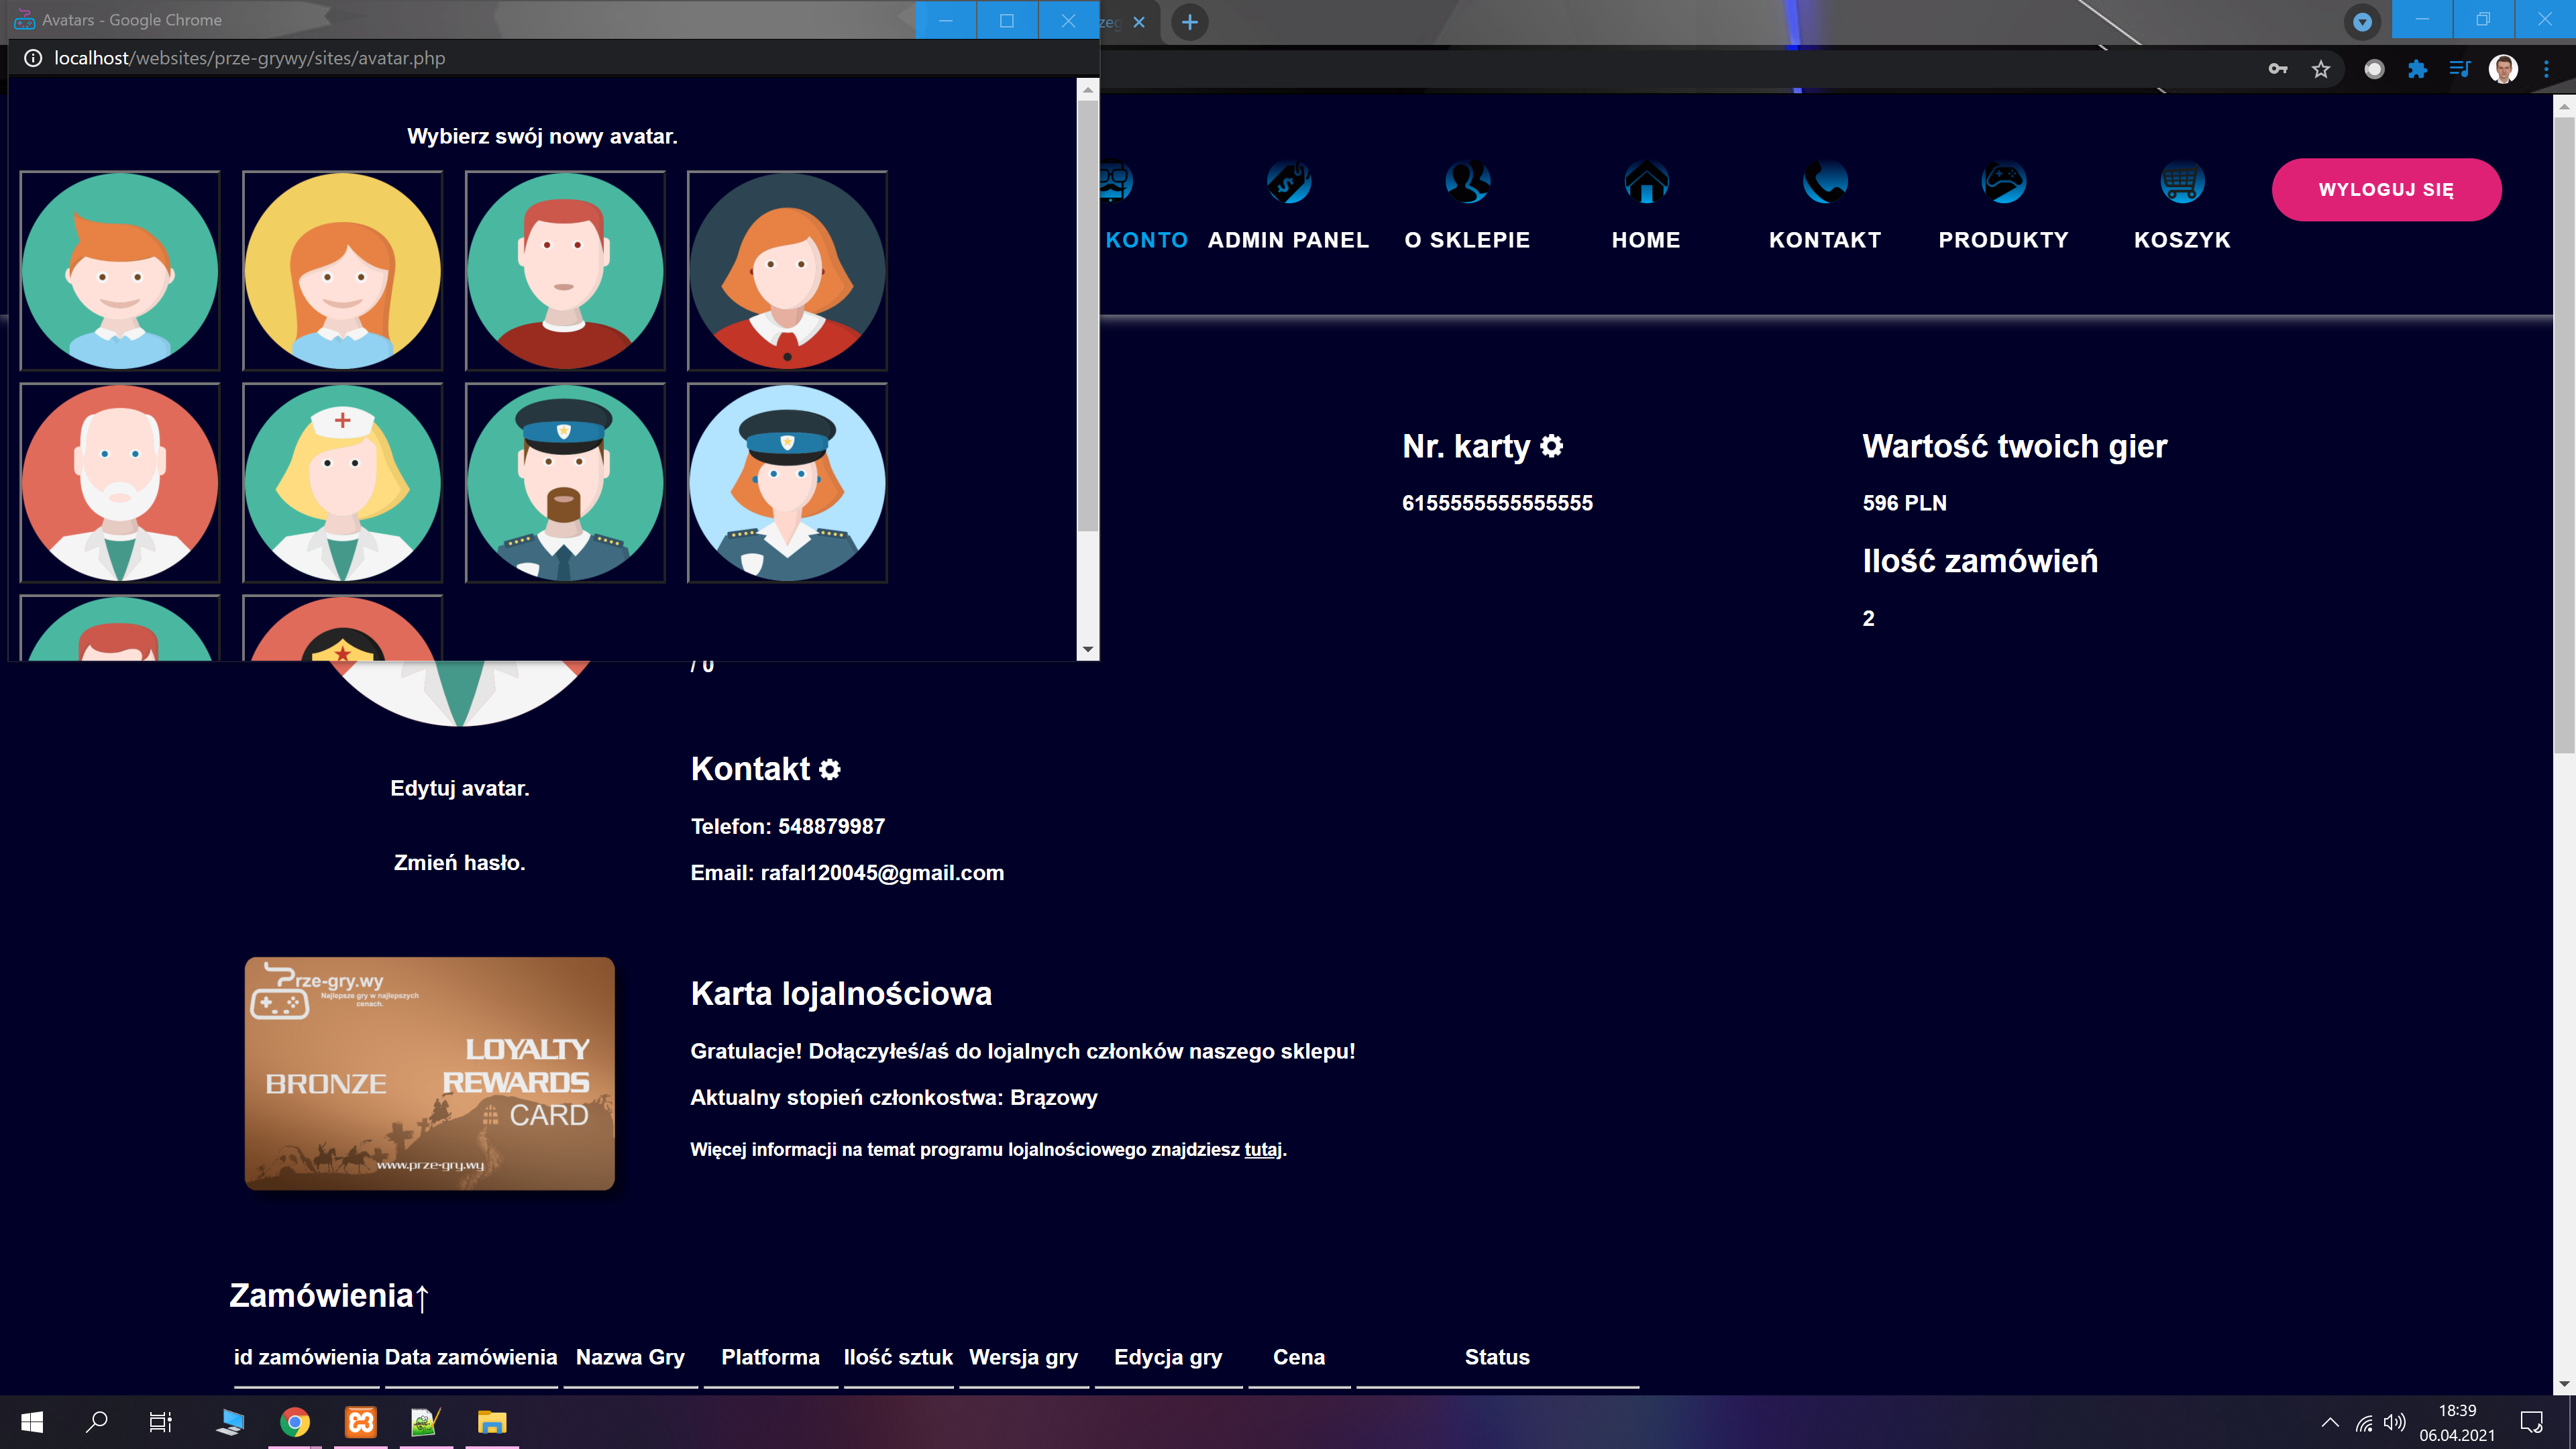 Avatars - Google Chrome
localhost/websites/prze-grywy/sites/avatar.php
Wybierz swój nowy avatar.
KONTO
ADMIN PANEL
O SKLEPIE
HOME
KONTAKT
PRODUKTY
KOSZYK
WYLOGUJ SIĘ
Nr. karty
6155555555555555
Wartość twoich gier
596 PLN
Ilość zamówień
2
/ 0
Edytuj avatar.
Zmień hasło.
Kontakt
Telefon: 548879987
Email: rafal120045@gmail.com
rze-gry.wy
Najlepsze gry w najlepszych
cenach.
LOYALTY
BRONZE
REWARDS
CARD
www.prze-gry.wy
Karta lojalnościowa
Gratulacje! Dołączyłeś/aś do lojalnych członków naszego sklepu!
Aktualny stopień członkostwa: Brązowy
Więcej informacji na temat programu lojalnościowego znajdziesz tutaj.
Zamówienia↑
id zamówienia Data zamówienia Nazwa Gry Platforma Ilość sztuk Wersja gry Edycja gry Cena Status
18:39
06.04.2021